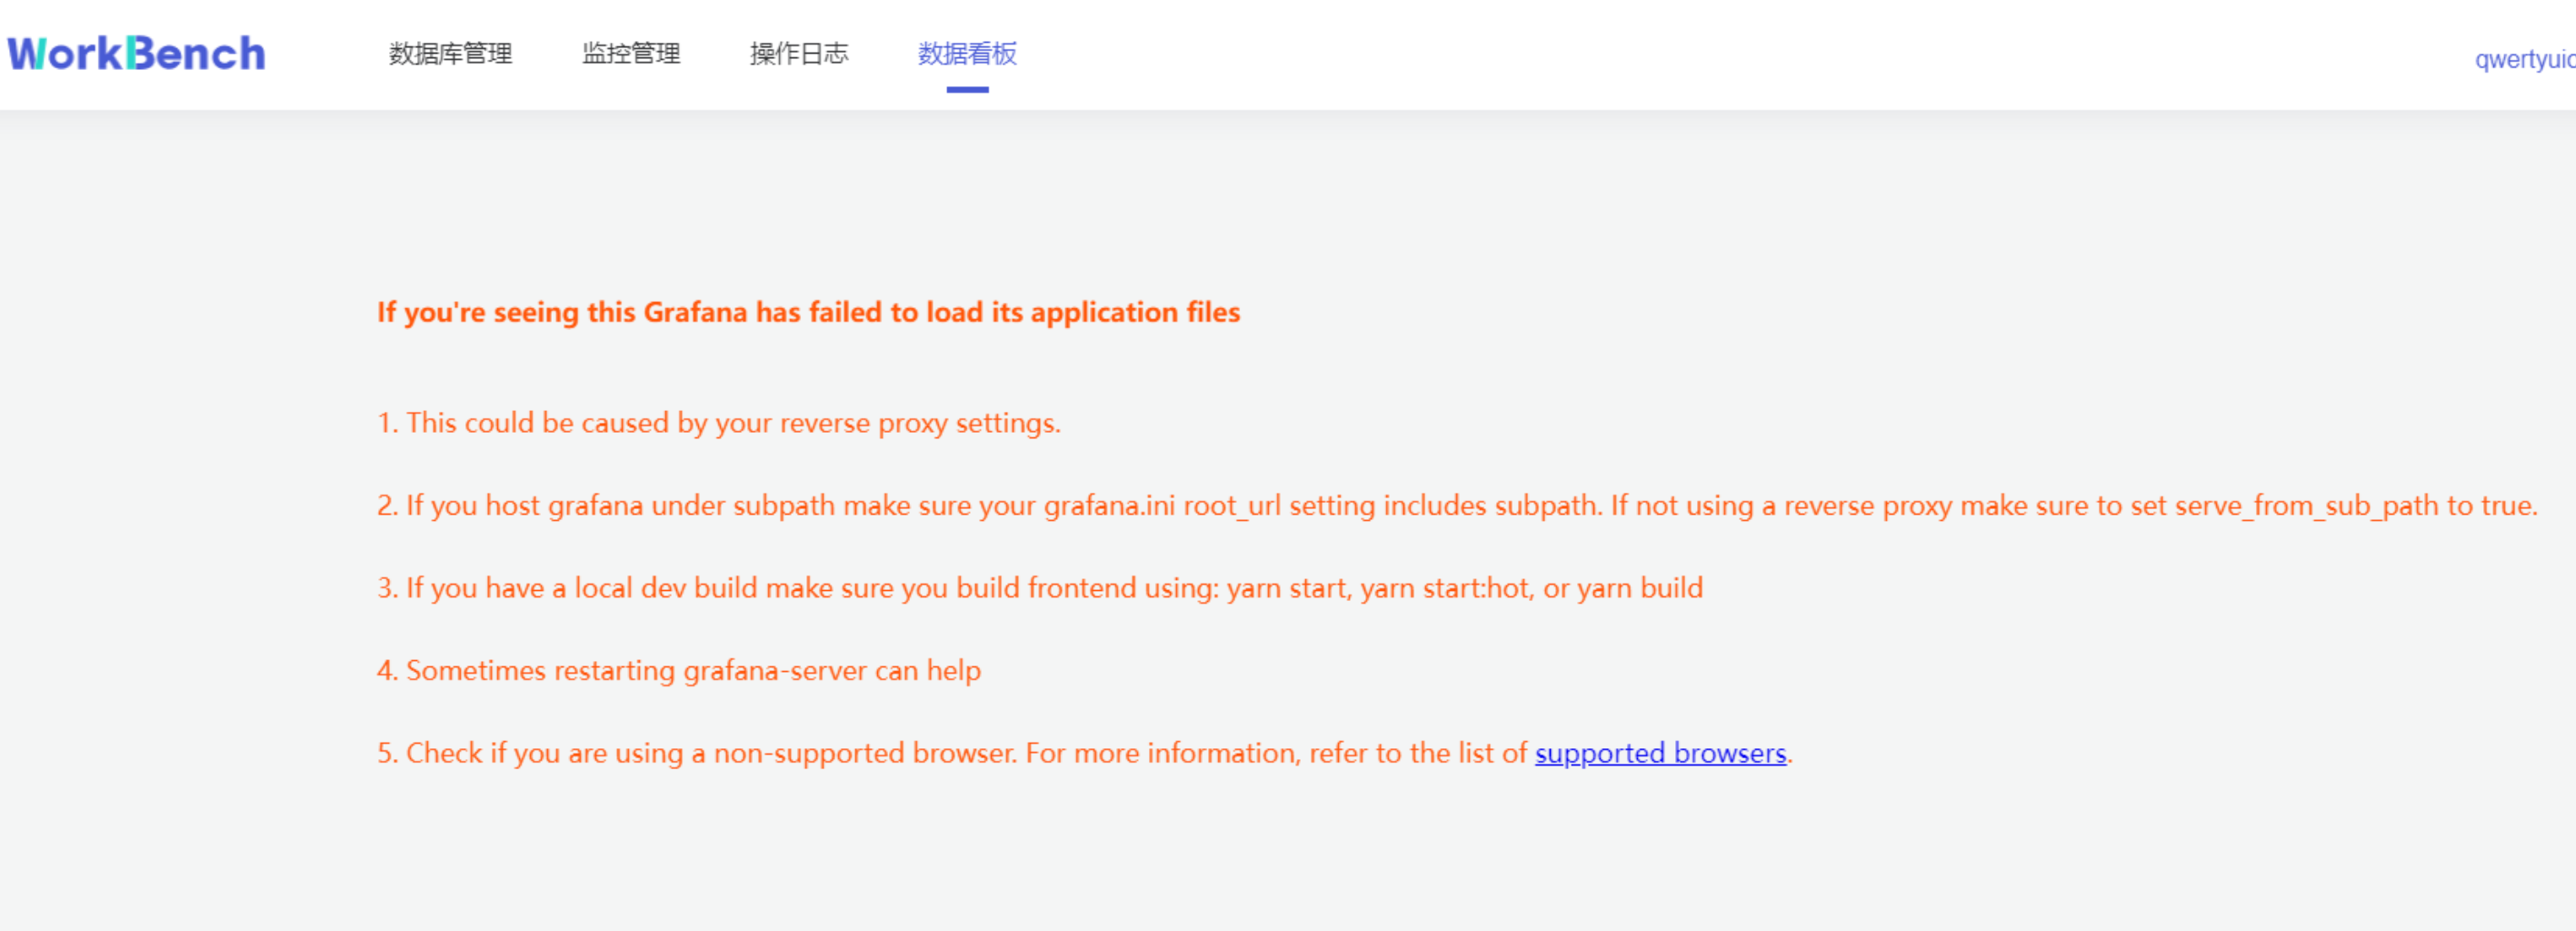 WorkBench 数据库管理 监控管理 操作日志 数据看板
If you're seeing this Grafana has failed to load its application files
1. This could be caused by your reverse proxy settings.
2. If you host grafana under subpath make sure your grafana.ini root_url setting includes subpath. If not using a reverse proxy make sure to set serve_from_sub_path to true.
3. If you have a local dev build make sure you build frontend using: yarn start, yarn start:hot, or yarn build
4. Sometimes restarting grafana-server can help
5. Check if you are using a non-supported browser. For more information, refer to the list of supported browsers.